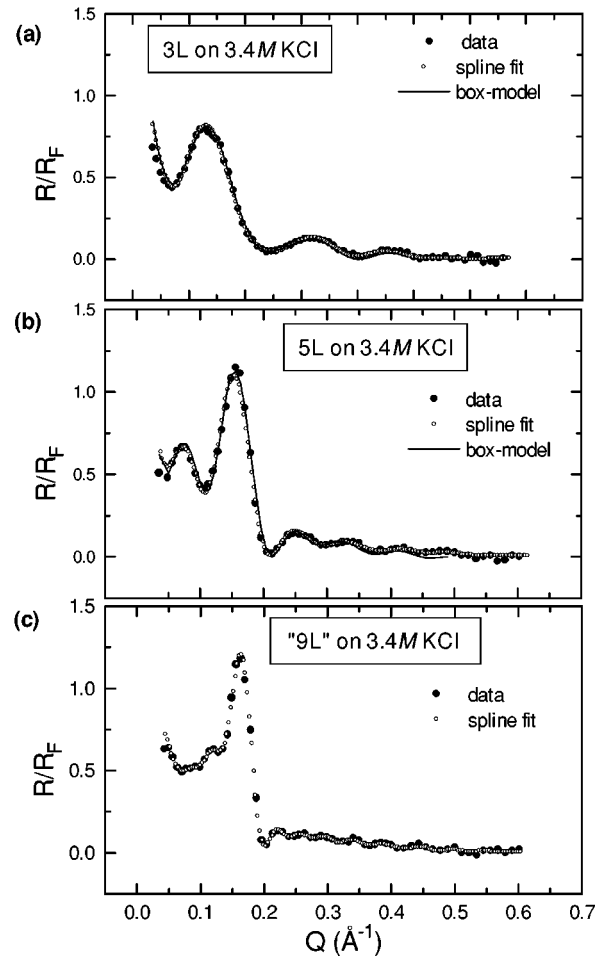 (a)
1.5
3L on 3.4M KCl
data
spline fit
box-model
1.0
R/R_F
0.5
0.0
(b)
1.5
5L on 3.4M KCl
data
spline fit
box-model
1.0
R/R_F
0.5
0.0
(c)
1.5
"9L" on 3.4M KCl
data
spline fit
1.0
R/R_F
0.5
0.0
0.0 0.1 0.2 0.3 0.4 0.5 0.6 0.7
Q (Å⁻¹)